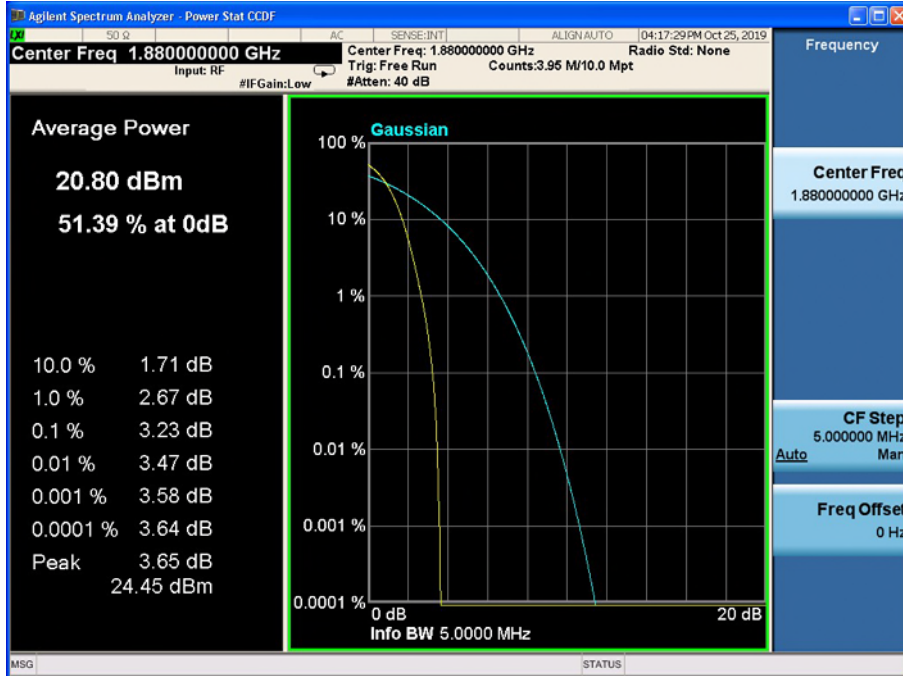 Agilent Spectrum Analyzer - Power Stat CCDF
LXI 50 Ω AC SENSE:INT ALIGN AUTO 04:17:29 PM Oct 25, 2019
Center Freq 1.880000000 GHz
Input: RF
#IFGain:Low
Center Freq: 1.880000000 GHz Radio Std: None
Trig: Free Run Counts:3.95 M/10.0 Mpt
#Atten: 40 dB
Average Power
20.80 dBm
51.39 % at 0dB
10.0 % 1.71 dB
1.0 % 2.67 dB
0.1 % 3.23 dB
0.01 % 3.47 dB
0.001 % 3.58 dB
0.0001 % 3.64 dB
Peak 3.65 dB
24.45 dBm
Gaussian
100 %
10 %
1 %
0.1 %
0.01 %
0.001 %
0.0001 %
0 dB 20 dB
Info BW 5.0000 MHz
Frequency
Center Freq
1.880000000 GHz
CF Step
5.000000 MHz
Auto Man
Freq Offset
0 Hz
MSG STATUS